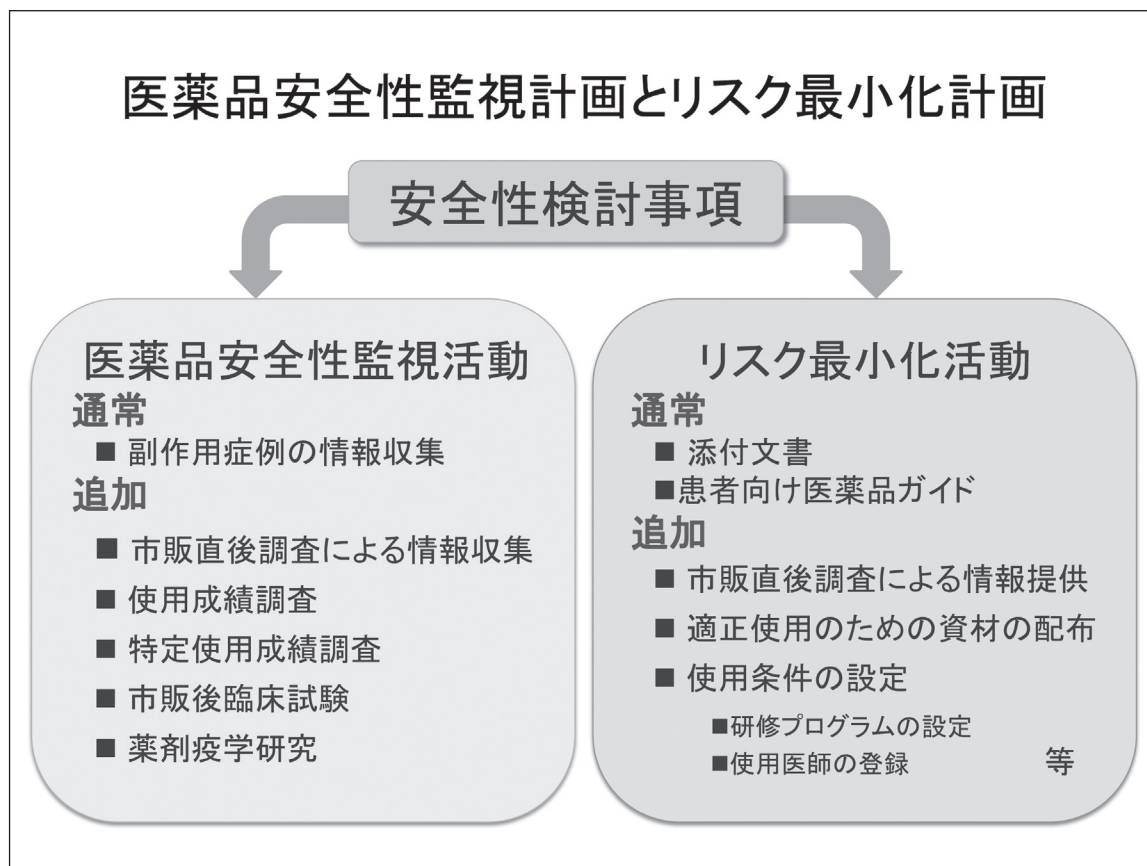 医薬品安全性監視計画とリスク最小化計画
安全性検討事項
医薬品安全性監視活動
通常
■ 副作用症例の情報収集
追加
■ 市販直後調査による情報収集
■ 使用成績調査
■ 特定使用成績調査
■ 市販後臨床試験
■ 薬剤疫学研究
リスク最小化活動
通常
■ 添付文書
■患者向け医薬品ガイド
追加
■ 市販直後調査による情報提供
■ 適正使用のための資材の配布
■ 使用条件の設定
■研修プログラムの設定
■使用医師の登録 等